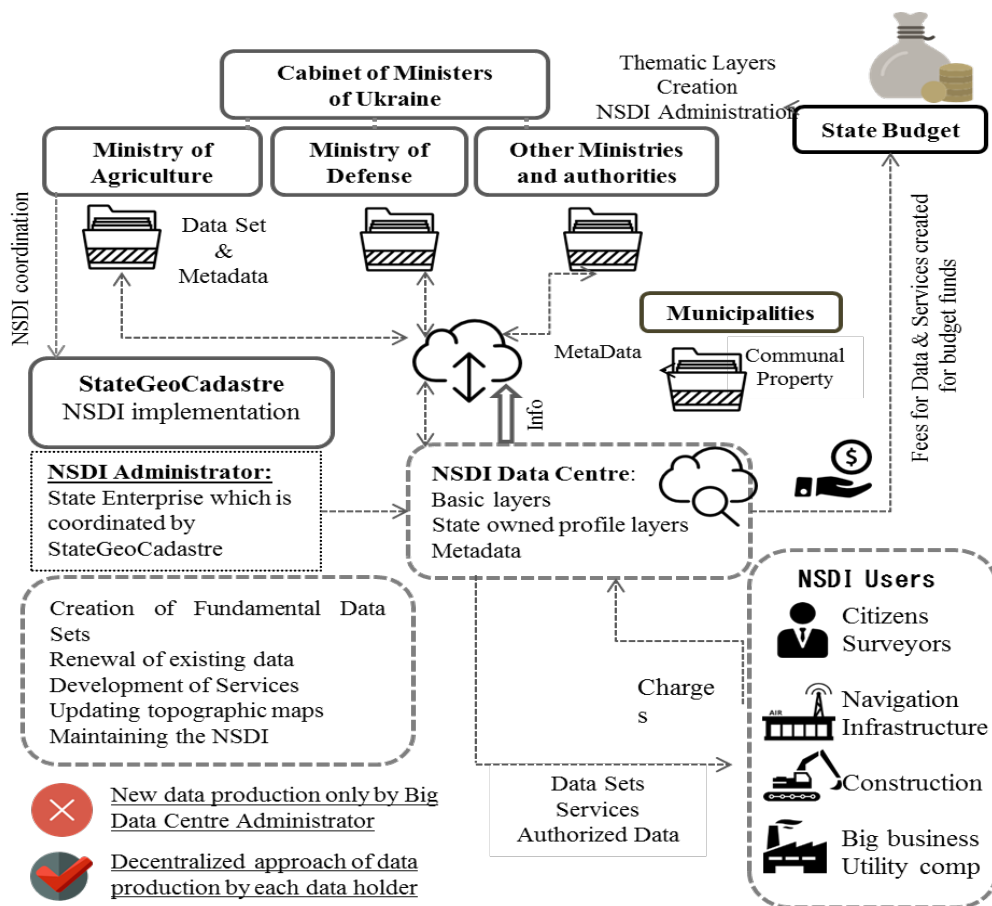 Cabinet of Ministers
of Ukraine
Thematic Layers
Creation
NSDI Administration
State Budget
Ministry of
Agriculture
Ministry of
Defense
Other Ministries
and authorities
NSDI coordination
Data Set
&
Metadata
Fees for Data & Services created
for budget funds
Municipalities
MetaData
Communal
Property
StateGeoCadastre
NSDI implementation
Info
NSDI Administrator:
State Enterprise which is
coordinated by
StateGeoCadastre
NSDI Data Centre:
Basic layers
State owned profile layers
Metadata
$
Creation of Fundamental Data
Sets
Renewal of existing data
Development of Services
Updating topographic maps
Maintaining the NSDI
NSDI Users
Citizens
Surveyors
AIR
Navigation
Infrastructure
Construction
Big business
Utility comp
Charge
s
Data Sets
Services
Authorized Data
New data production only by Big
Data Centre Administrator
Decentralized approach of data
production by each data holder